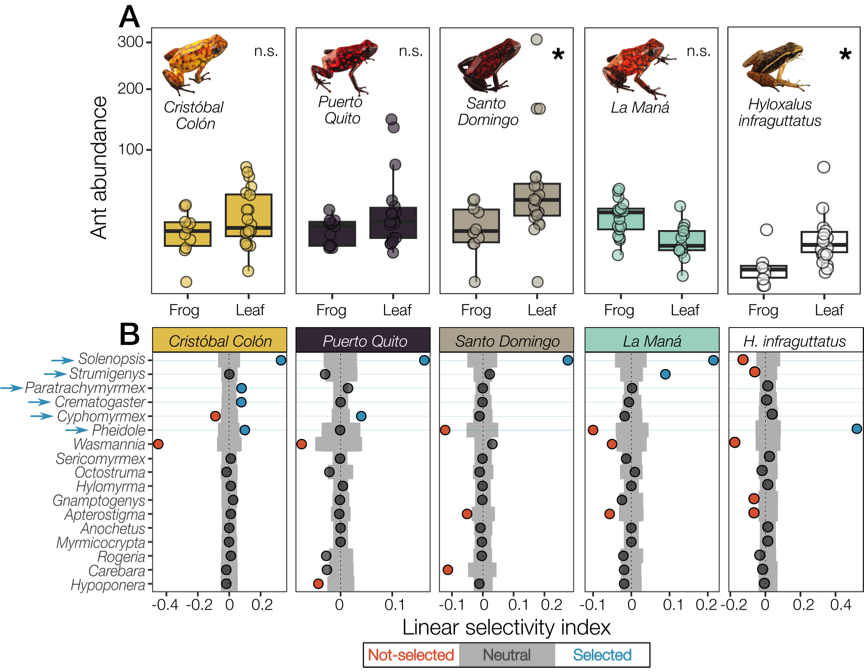 A
Ant abundance
300
200
100
Cristóbal
Colón
n.s.
Puerto
Quito
n.s.
Santo
Domingo
*
La Maná
n.s.
Hyloxalus
infraguttatus
*
Frog Leaf Frog Leaf Frog Leaf Frog Leaf Frog Leaf
B
Cristóbal Colón Puerto Quito Santo Domingo La Maná H. infraguttatus
Solenopsis
Strumigenys
Paratrachymyrmex
Crematogaster
Cyphomyrmex
Pheidole
Wasmannia
Sericomyrmex
Octostruma
Hylomyrma
Gnamptogenys
Apterostigma
Anochetus
Myrmicocrypta
Rogeria
Carebara
Hypoponera
-0.4 -0.2 0 0.2 0 0.1 -0.1 0 0.1 0.2 -0.1 0 0.1 0.2 -0.2 0 0.2 0.4
Linear selectivity index
Not-selected Neutral Selected